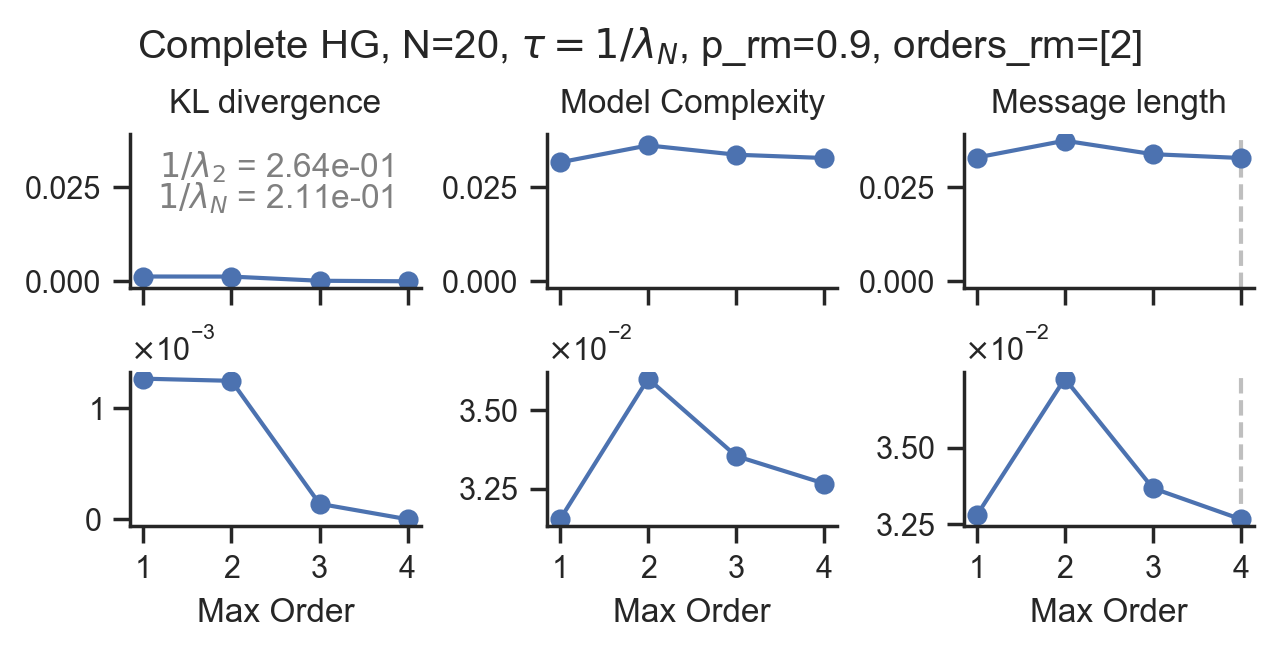 Complete HG, N=20, τ = 1/λ_N, p_rm=0.9, orders_rm=[2]
KL divergence
Model Complexity
Message length
1/λ₂ = 2.64e-01
1/λ_N = 2.11e-01
0.025
0.000
0.025
0.000
0.025
0.000
×10⁻³
×10⁻²
×10⁻²
1
0
3.50
3.25
3.50
3.25
1 2 3 4
1 2 3 4
1 2 3 4
Max Order
Max Order
Max Order